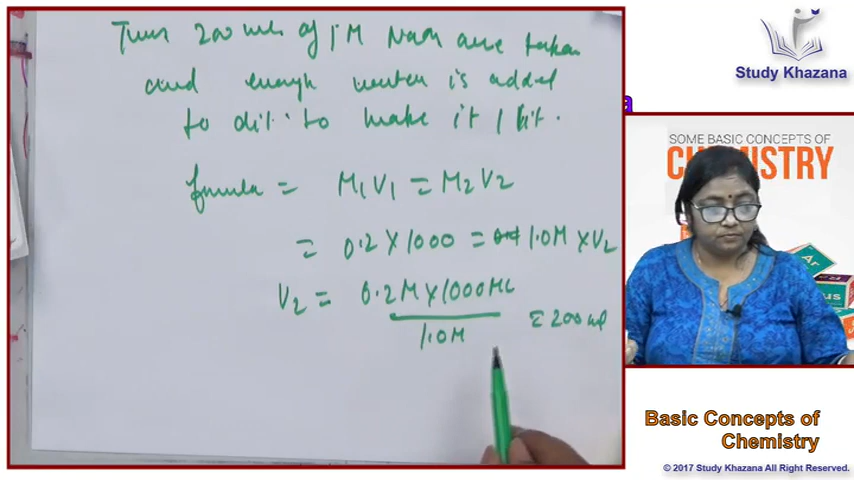 Thus 200 ml of 1M NaOH are taken
and enough water is added
to dil. to make it 1 lit.
formula = M1V1 = M2V2
= 0.2 X 1000 = 1.0M X V2
V2 = 0.2M X 1000ML
1.0M
= 200 ml
Study Khazana
a
SOME BASIC CONCEPTS OF
CHEMISTRY
Ar
Basic Concepts of
Chemistry
© 2017 Study Khazana All Right Reserved.